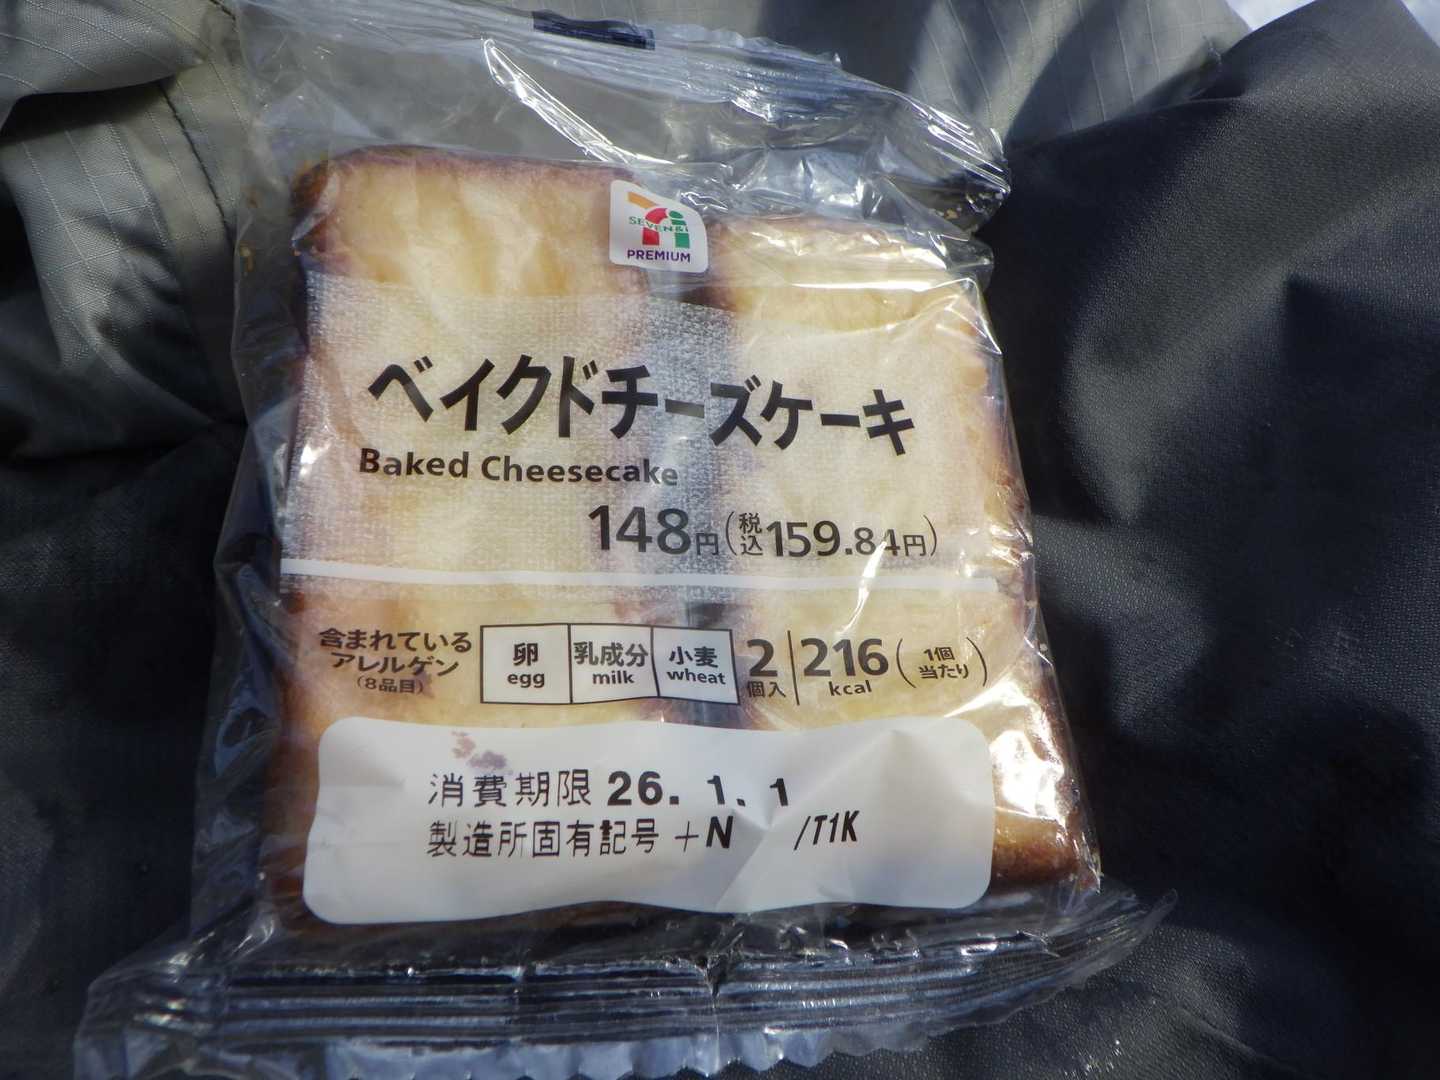 SEVEN&i
PREMIUM
ベイクドチーズケーキ
Baked Cheesecake
148円(税込159.84円)
含まれている
アレルゲン
(8品目)
卵
egg
乳成分
milk
小麦
wheat
2
個入
216
kcal
(1個
当たり)
消費期限 26. 1. 1
製造所固有記号 +N /T1K